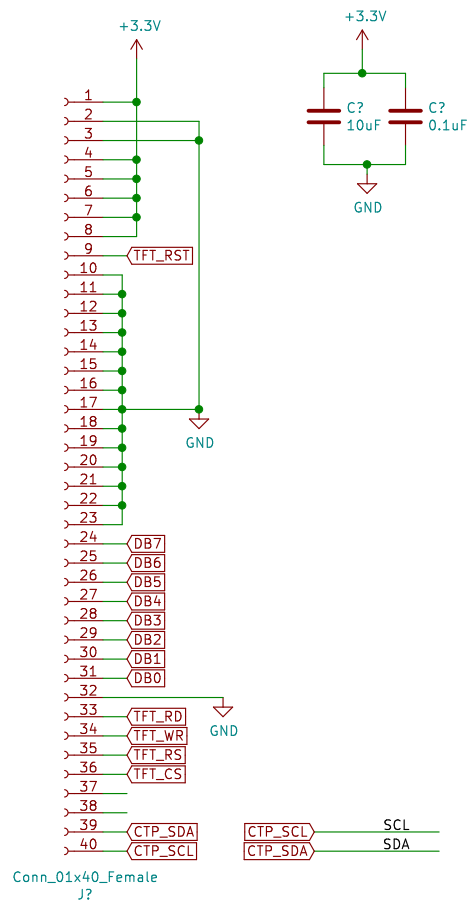 +3.3V
+3.3V
C?
10uF
C?
0.1uF
GND
1
2
3
4
5
6
7
8
9 TFT_RST
10
11
12
13
14
15
16
17
GND
18
19
20
21
22
23
24 DB7
25 DB6
26 DB5
27 DB4
28 DB3
29 DB2
30 DB1
31 DB0
32
GND
33 TFT_RD
34 TFT_WR
35 TFT_RS
36 TFT_CS
37
38
39 CTP_SDA
40 CTP_SCL
CTP_SCL SCL
CTP_SDA SDA
Conn_01x40_Female
J?